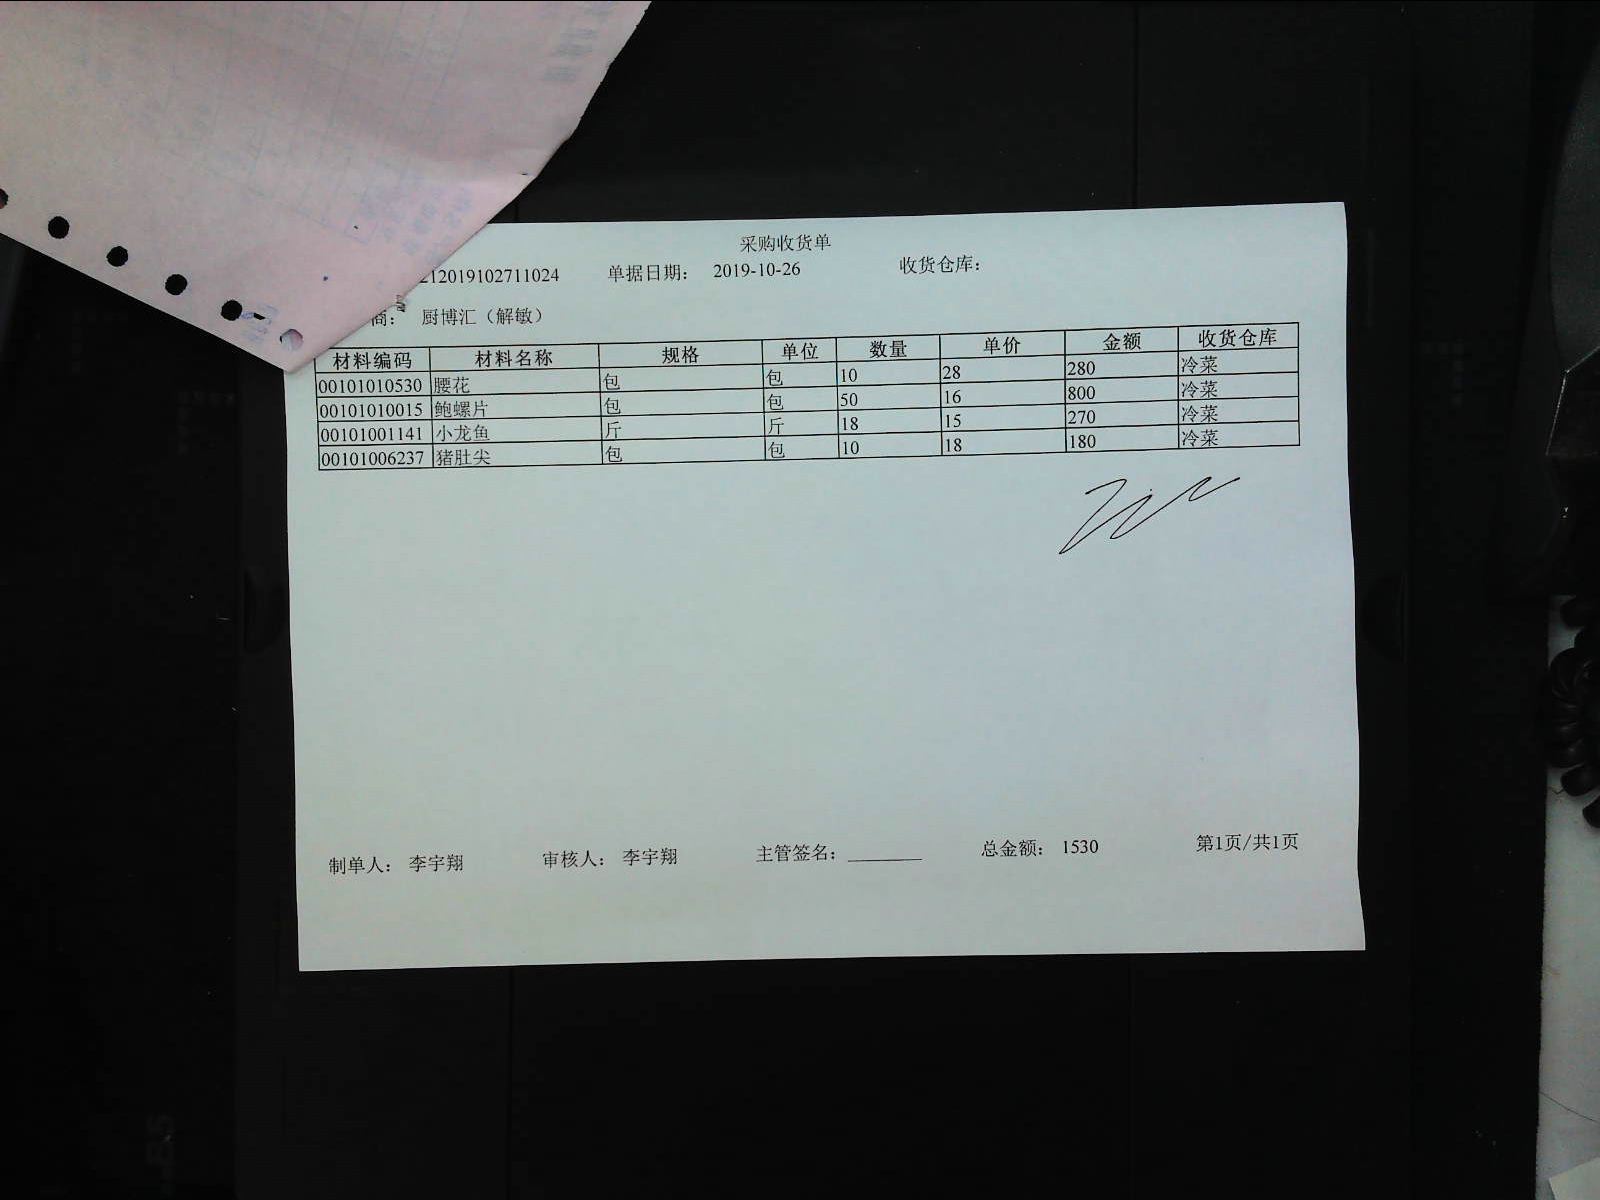 采购收货单
212019102711024 单据日期： 2019-10-26 收货仓库：
商： 厨博汇（解敏）
材料编码 材料名称 规格 单位 数量 单价 金额 收货仓库
00101010530 腰花 包 包 10 28 280 冷菜
00101010015 鲍螺片 包 包 50 16 800 冷菜
00101001141 小龙鱼 斤 斤 18 15 270 冷菜
00101006237 猪肚尖 包 包 10 18 180 冷菜
制单人： 李宇翔 审核人： 李宇翔 主管签名：________ 总金额： 1530 第1页/共1页